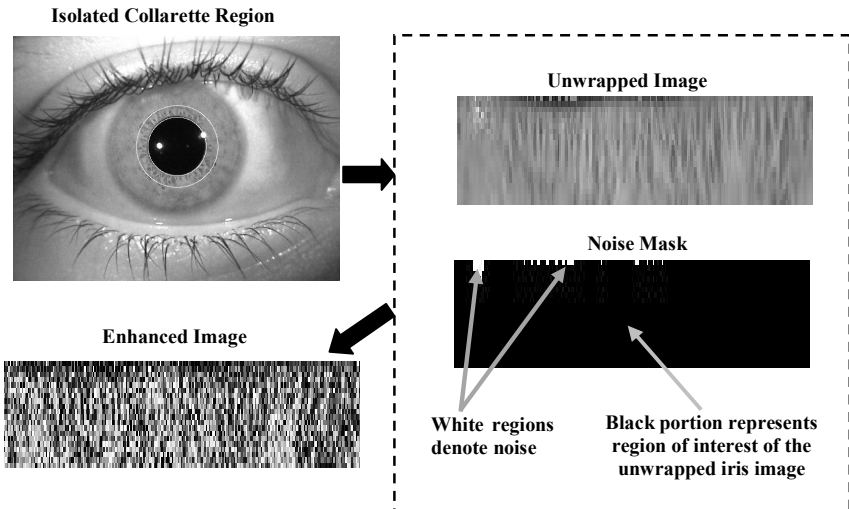 Isolated Collarette Region
Unwrapped Image
Noise Mask
White regions
denote noise
Black portion represents
region of interest of the
unwrapped iris image
Enhanced Image